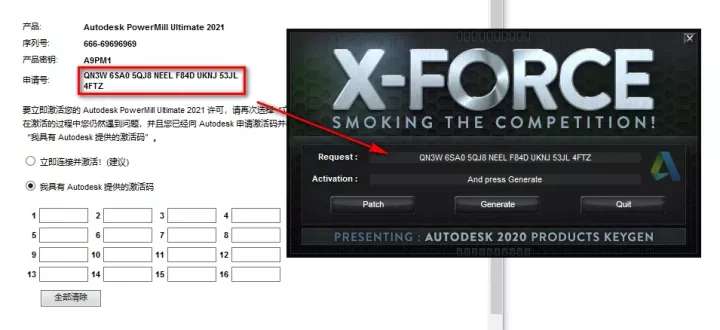 产品: Autodesk PowerMill Ultimate 2021
序列号: 666-69696969
产品密钥: A9PM1
申请号: QN3W 6SA0 5QJ8 NEEL F84D UKNJ 53JL
4FTZ
要立即激活您的 Autodesk PowerMill Ultimate 2021 许可，请再次选择“立
在激活的过程中您仍然遇到问题，并且您已经向 Autodesk 申请激活码并
“我具有 Autodesk 提供的激活码”。
立即连接并激活! (建议)
我具有 Autodesk 提供的激活码
1 2 3 4
5 6 7 8
9 10 11 12
13 14 15 16
全部清除
X-FORCE
SMOKING THE COMPETITION!
Request : QN3W 6SA0 5QJ8 NEEL F84D UKNJ 53JL 4FTZ
Activation : And press Generate
Patch Generate Quit
PRESENTING : AUTODESK 2020 PRODUCTS KEYGEN